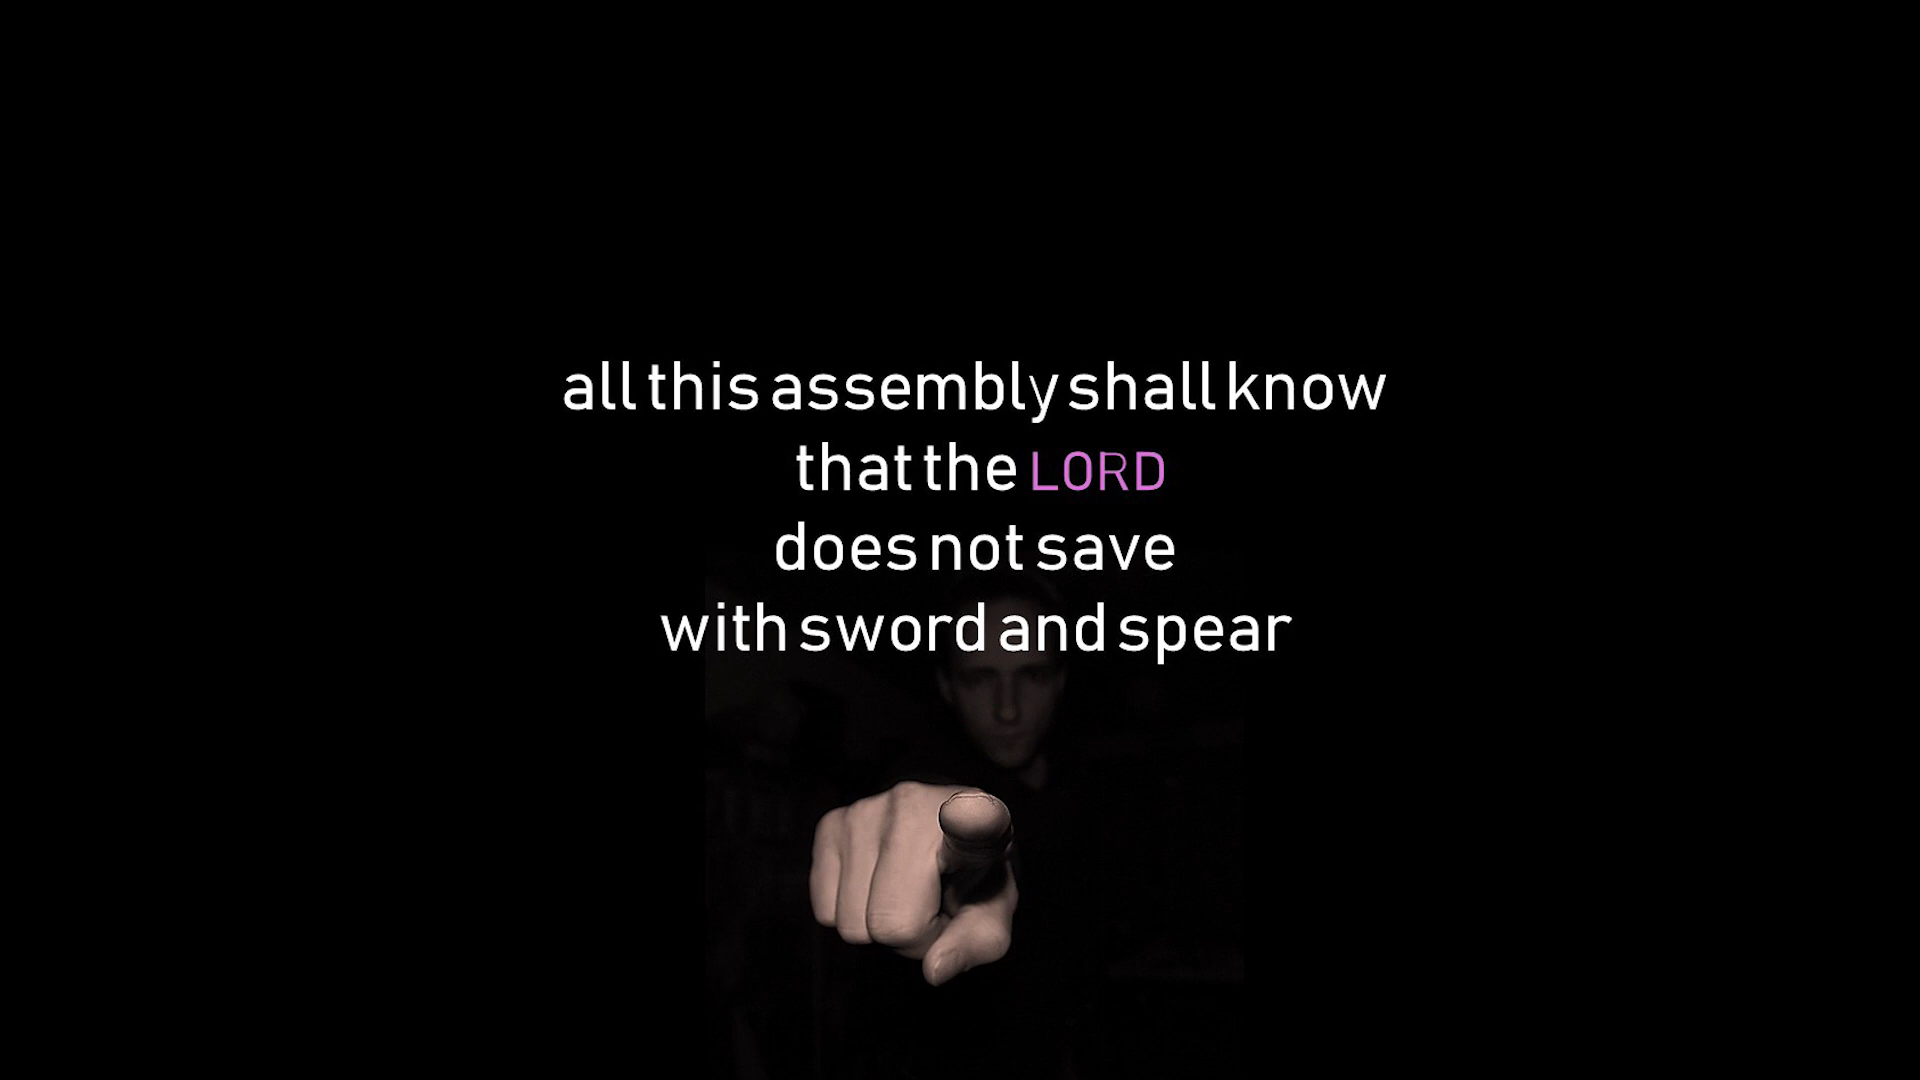 all this assembly shall know
that the LORD
does not save
with sword and spear